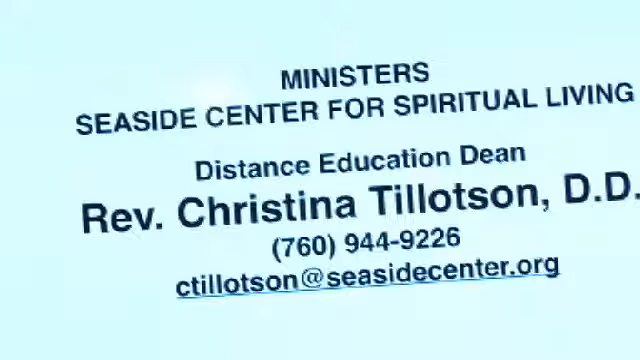 MINISTERS
SEASIDE CENTER FOR SPIRITUAL LIVING
Distance Education Dean
Rev. Christina Tillotson, D.D.
(760) 944-9226
ctillotson@seasidecenter.org